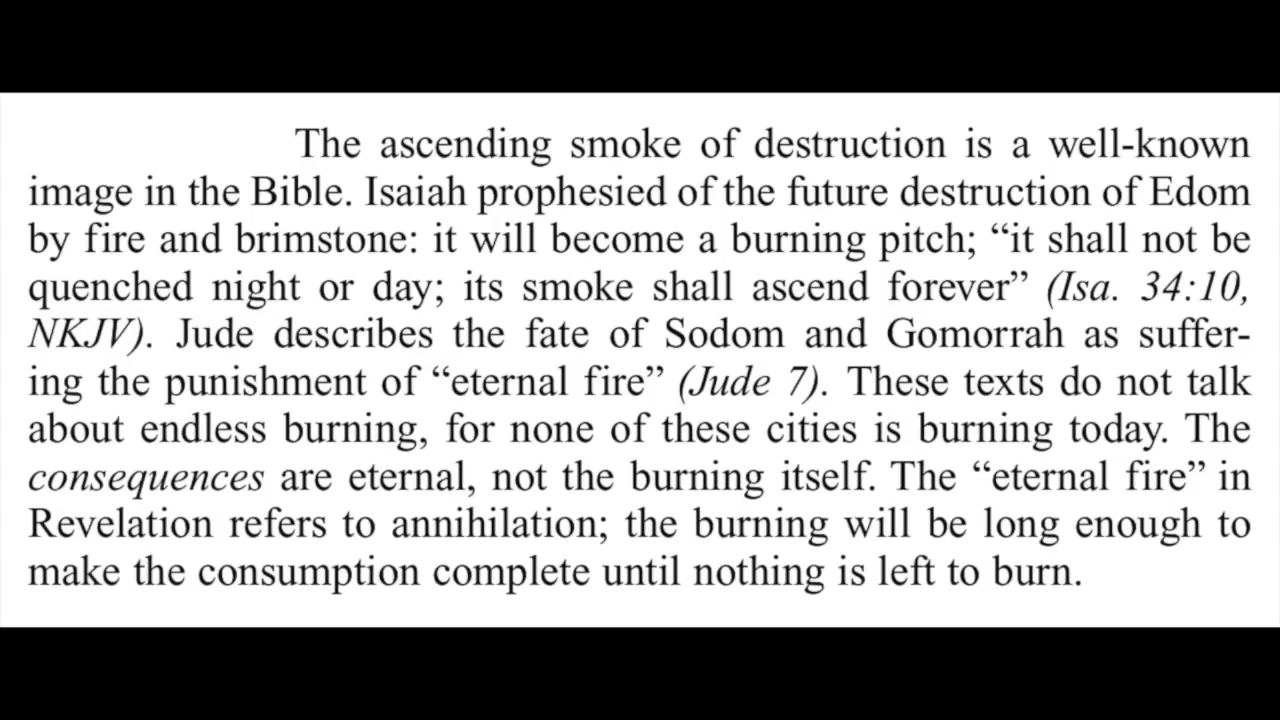 The ascending smoke of destruction is a well-known
image in the Bible. Isaiah prophesied of the future destruction of Edom
by fire and brimstone: it will become a burning pitch; “it shall not be
quenched night or day; its smoke shall ascend forever” (Isa. 34:10,
NKJV). Jude describes the fate of Sodom and Gomorrah as suffer-
ing the punishment of “eternal fire” (Jude 7). These texts do not talk
about endless burning, for none of these cities is burning today. The
consequences are eternal, not the burning itself. The “eternal fire” in
Revelation refers to annihilation; the burning will be long enough to
make the consumption complete until nothing is left to burn.